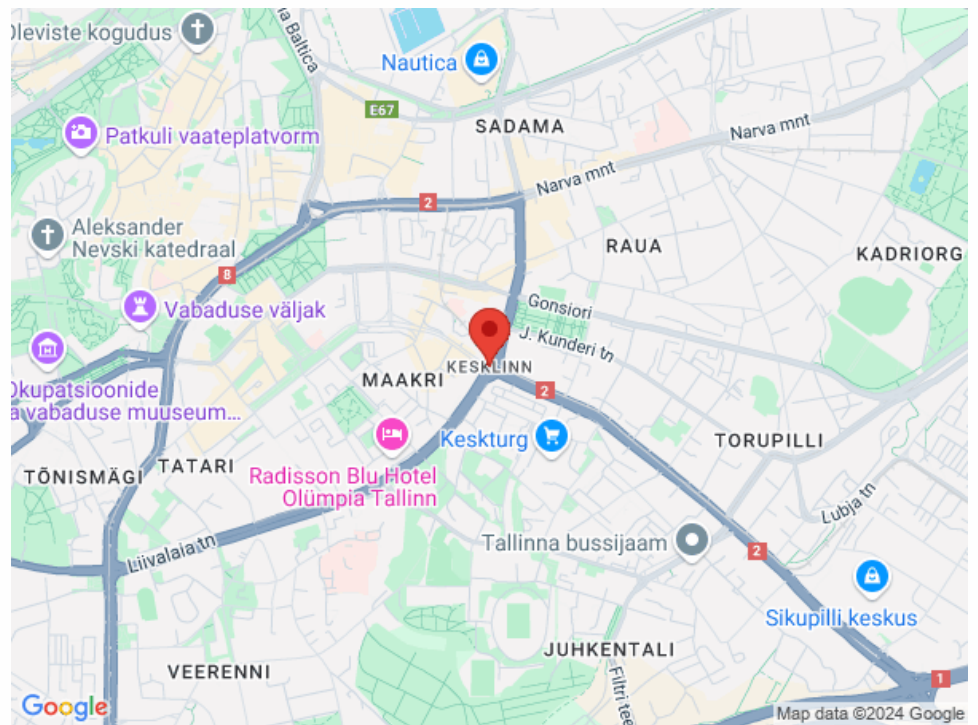 Oleviste kogudus
Baltica
Nautica
E67
SADAMA
Narva mnt
Patkuli vaateplatvorm
Narva mnt
2
Aleksander
Nevski katedraal
RAUA
KADRIORG
8
Vabaduse väljak
Gonsiori
J. Kunderi tn
KESKLINN
Okupatsioonide
a vabaduse muuseum...
MAAKRI
2
Keskturg
TORUPILLI
TÕNISMÄGI
TATARI
Radisson Blu Hotel
Olümpia Tallinn
Lubja tn
Liivalaia tn
Tallinna bussijaam
2
Sikupilli keskus
JUHKENTALI
VEERENNI
Filtri tee
1
Google
Map data ©2024 Google